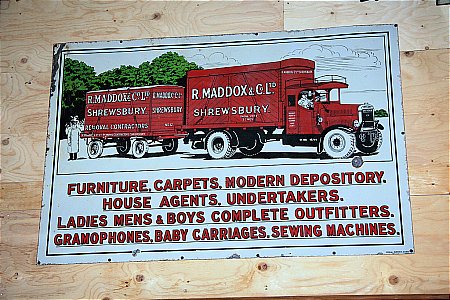 R. MADDOX & Co LTD
SHREWSBURY.
REMOVAL CONTRACTORS
R. MADDOX & Co LTD
SHREWSBURY.
FURNITURE, CARPETS. MODERN DEPOSITORY.
HOUSE AGENTS. UNDERTAKERS.
LADIES MENS & BOYS COMPLETE OUTFITTERS.
GRAMOPHONES. BABY CARRIAGES. SEWING MACHINES.